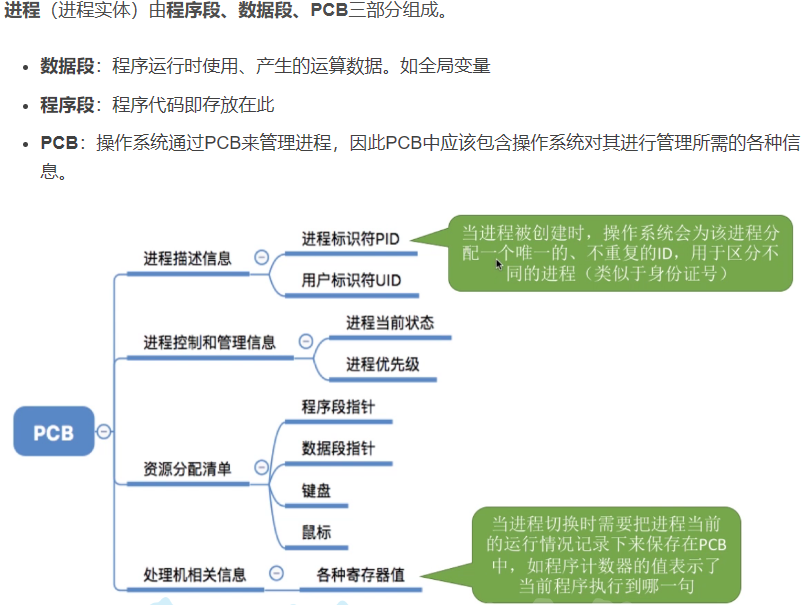 进程（进程实体）由程序段、数据段、PCB三部分组成。
数据段：程序运行时使用、产生的运算数据。如全局变量
程序段：程序代码即存放在此
PCB：操作系统通过PCB来管理进程，因此PCB中应该包含操作系统对其进行管理所需的各种信
息。
PCB
进程描述信息
进程标识符PID
当进程被创建时，操作系统会为该进程分
配一个唯一的、不重复的ID，用于区分不
同的进程（类似于身份证号）
用户标识符UID
进程控制和管理信息
进程当前状态
进程优先级
资源分配清单
程序段指针
数据段指针
键盘
鼠标
处理机相关信息
各种寄存器值
当进程切换时需要把进程当前
的运行情况记录下来保存在PCB
中，如程序计数器的值表示了
当前程序执行到哪一句